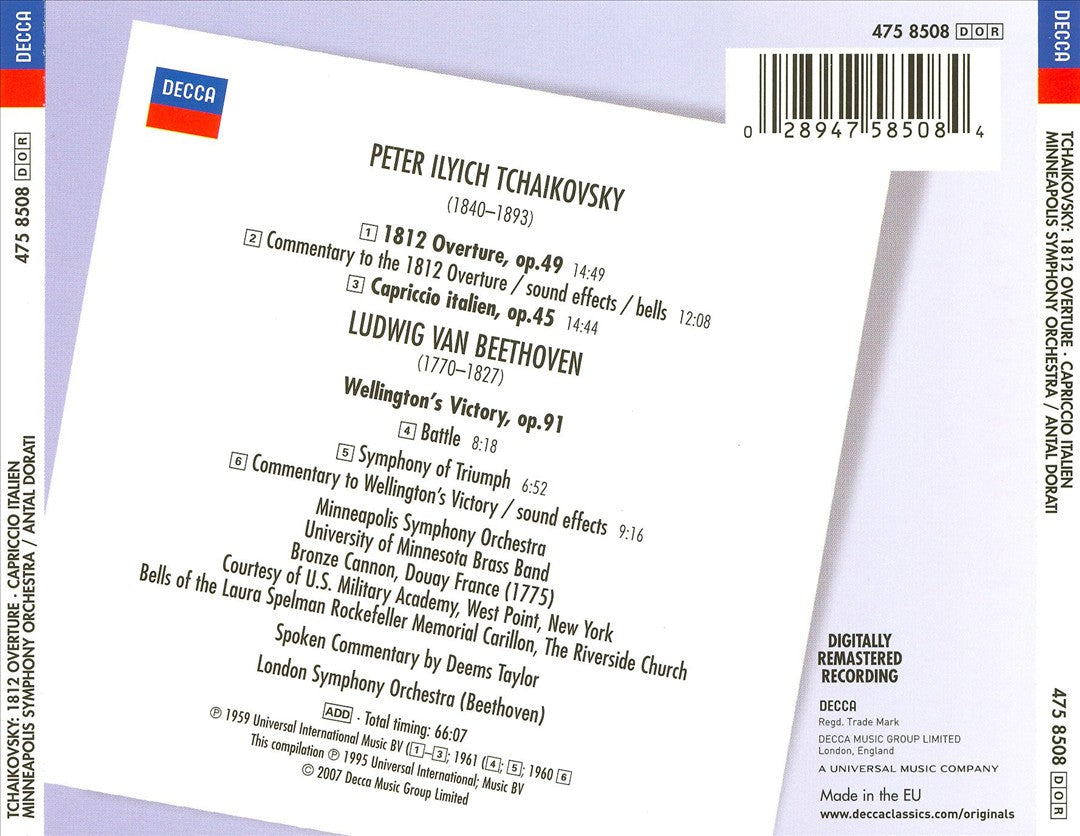 DECCA
475 8508 DOR
TCHAIKOVSKY: 1812 OVERTURE · CAPRICCIO ITALIEN
MINNEAPOLIS SYMPHONY ORCHESTRA / ANTAL DORATI
DECCA
475 8508 DOR
0 28947 58508 4
PETER ILYICH TCHAIKOVSKY
(1840–1893)
1 1812 Overture, op.49 14:49
2 Commentary to the 1812 Overture / sound effects / bells 12:08
3 Capriccio italien, op.45 14:44
LUDWIG VAN BEETHOVEN
(1770–1827)
Wellington's Victory, op.91
4 Battle 8:18
5 Symphony of Triumph 6:52
6 Commentary to Wellington's Victory / sound effects 9:16
Minneapolis Symphony Orchestra
University of Minnesota Brass Band
Bronze Cannon, Douay France (1775)
Courtesy of U.S. Military Academy, West Point, New York
Bells of the Laura Spelman Rockefeller Memorial Carillon, The Riverside Church
Spoken Commentary by Deems Taylor
London Symphony Orchestra (Beethoven)
ADD · Total timing: 66:07
℗ 1959 Universal International Music BV (1–3; 1961 (4; 5; 1960 6
This compilation ℗ 1995 Universal International; Music BV
© 2007 Decca Music Group Limited
DIGITALLY
REMASTERED
RECORDING
DECCA
Regd. Trade Mark
DECCA MUSIC GROUP LIMITED
London, England
A UNIVERSAL MUSIC COMPANY
Made in the EU
www.deccaclassics.com/originals
DECCA
TCHAIKOVSKY: 1812 OVERTURE · CAPRICCIO ITALIEN
MINNEAPOLIS SYMPHONY ORCHESTRA / ANTAL DORATI
475 8508 DOR